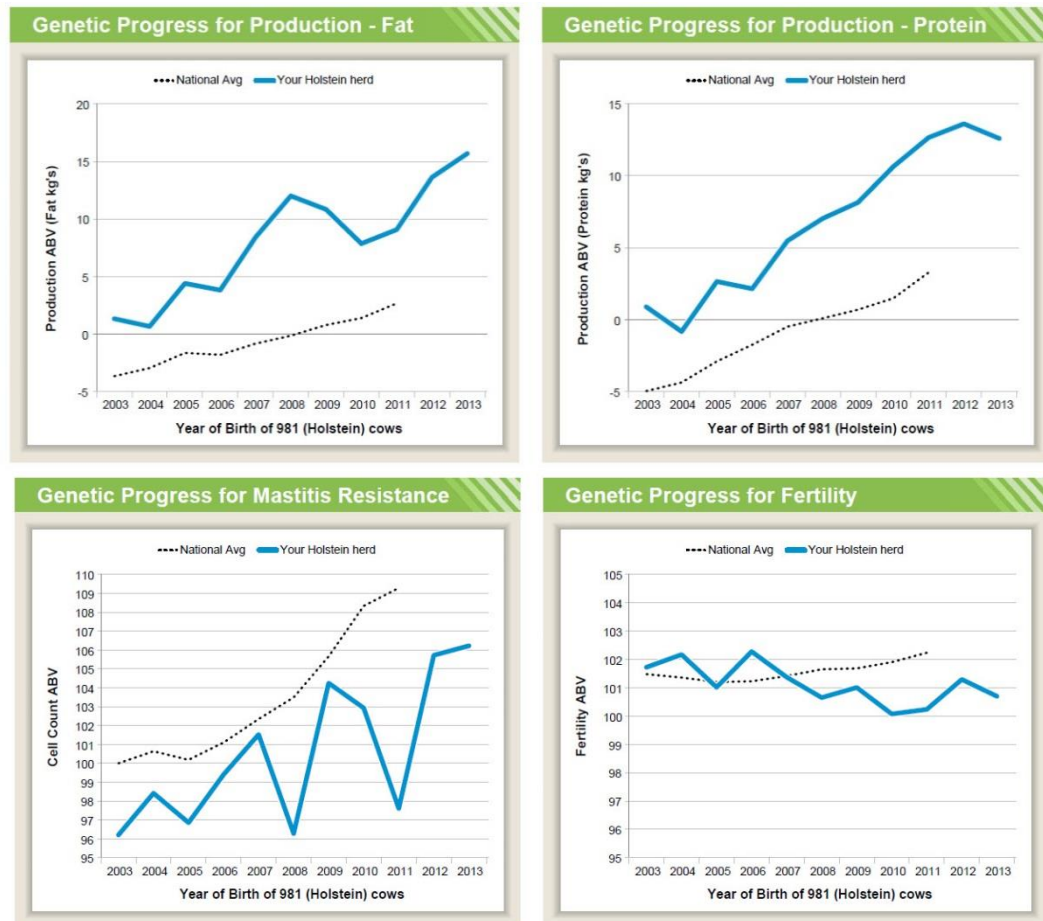 Genetic Progress for Production - Fat
National Avg Your Holstein herd
Production ABV (Fat kg's)
20
15
10
5
0
-5
2003 2004 2005 2006 2007 2008 2009 2010 2011 2012 2013
Year of Birth of 981 (Holstein) cows
Genetic Progress for Production - Protein
National Avg Your Holstein herd
Production ABV (Protein kg's)
15
10
5
0
-5
2003 2004 2005 2006 2007 2008 2009 2010 2011 2012 2013
Year of Birth of 981 (Holstein) cows
Genetic Progress for Mastitis Resistance
National Avg Your Holstein herd
Cell Count ABV
110
109
108
107
106
105
104
103
102
101
100
99
98
97
96
95
2003 2004 2005 2006 2007 2008 2009 2010 2011 2012 2013
Year of Birth of 981 (Holstein) cows
Genetic Progress for Fertility
National Avg Your Holstein herd
Fertility ABV
105
104
103
102
101
100
99
98
97
96
95
2003 2004 2005 2006 2007 2008 2009 2010 2011 2012 2013
Year of Birth of 981 (Holstein) cows